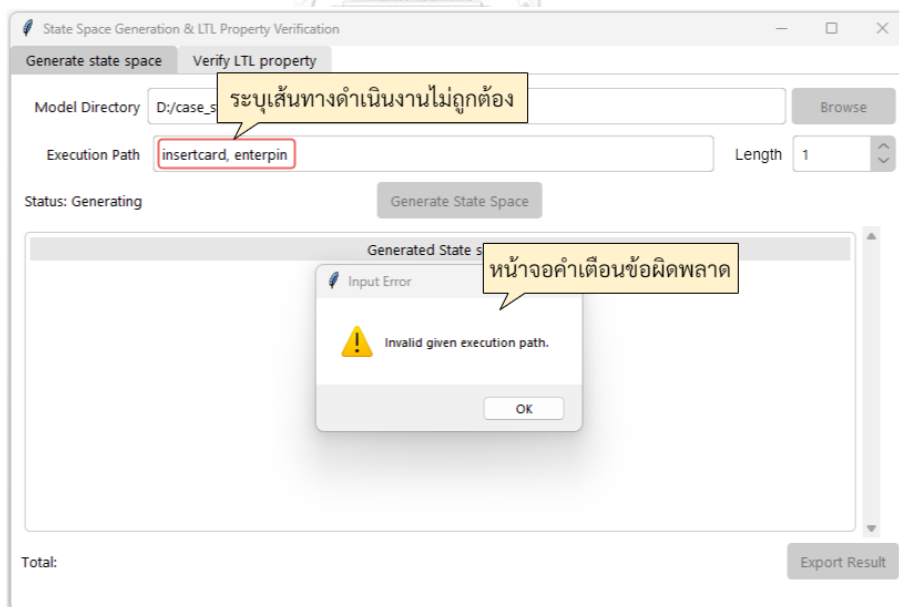 State Space Generation & LTL Property Verification
Generate state space Verify LTL property
ระบุเส้นทางดำเนินงานไม่ถูกต้อง
Model Directory D:/case_s Browse
Execution Path insertcard, enterpin Length 1
Status: Generating Generate State Space
Generated State s
หน้าจอคำเตือนข้อผิดพลาด
Input Error
Invalid given execution path.
OK
Total: Export Result